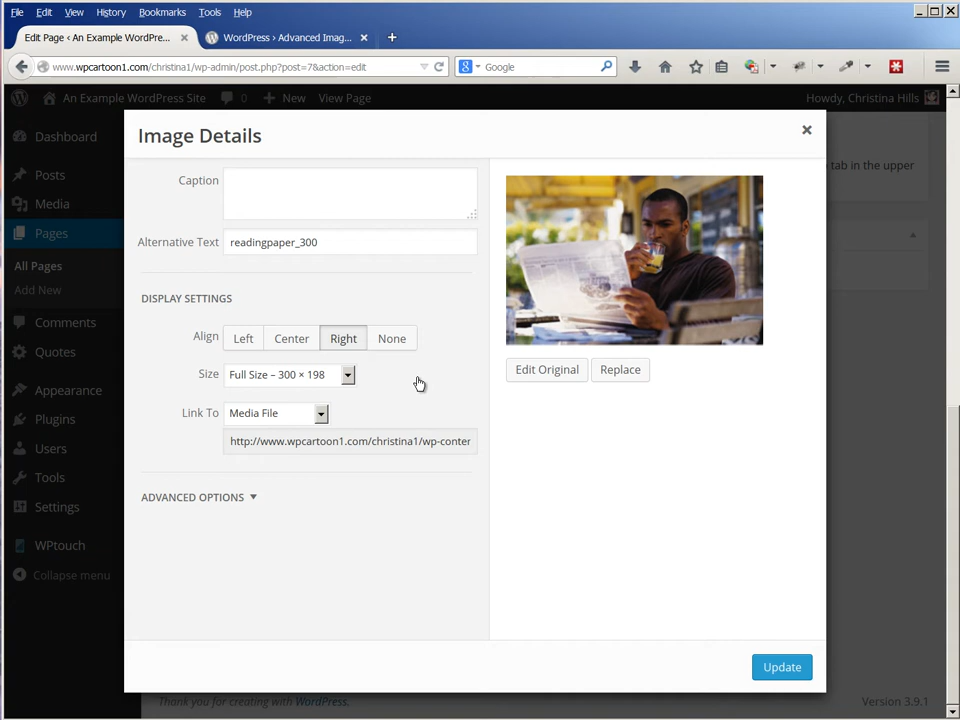 File Edit View History Bookmarks Tools Help
Edit Page ‹ An Example WordPre... × WordPress › Advanced Imag... × +
www.wpcartoon1.com/christina1/wp-admin/post.php?post=7&action=edit Google
An Example WordPress Site 0 + New View Page Howdy, Christina Hills
Dashboard
Posts
Media
Pages
All Pages
Add New
Comments
Quotes
Appearance
Plugins
Users
Tools
Settings
WPtouch
Collapse menu
tab in the upper
Image Details ×
Caption
Alternative Text readingpaper_300
DISPLAY SETTINGS
Align Left Center Right None
Size Full Size – 300 × 198
Link To Media File
http://www.wpcartoon1.com/christina1/wp-conter
ADVANCED OPTIONS
Edit Original Replace
Update
Thank you for creating with WordPress. Version 3.9.1